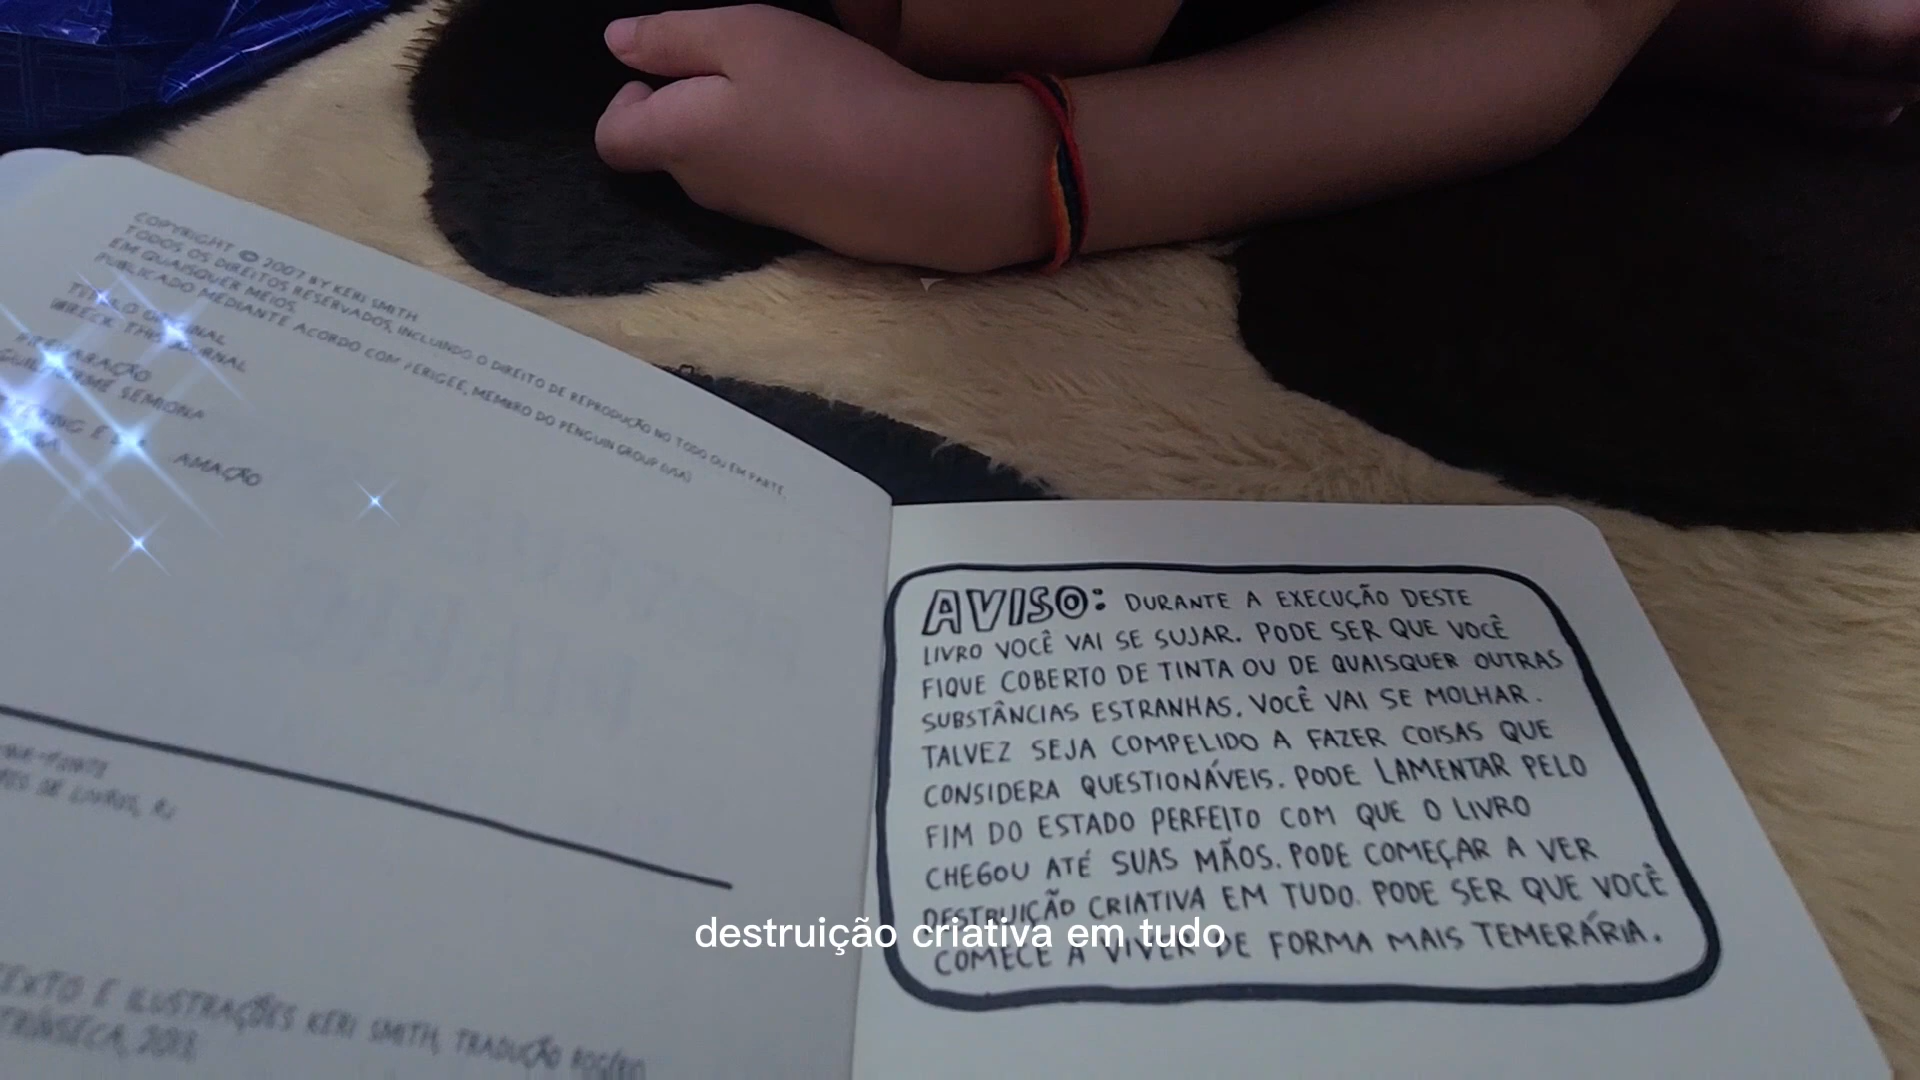 COPYRIGHT © 2007 BY KERI SMITH
TODOS OS DIREITOS RESERVADOS, INCLUINDO O DIREITO DE REPRODUÇÃO NO TODO OU EM PARTE,
EM QUAISQUER MEIOS.
PUBLICADO MEDIANTE ACORDO COM PERIGEE, MEMBRO DO PENGUIN GROUP (USA)
TÍTULO ORIGINAL
WRECK THIS JOURNAL
PREPARAÇÃO
GUILHERME SEMIONA
AMAÇÃO
DE LIVROS, RJ
TEXTO E ILUSTRAÇÕES KERI SMITH, TRADUÇÃO ROGÉRIO
2013
AVISO: DURANTE A EXECUÇÃO DESTE
LIVRO VOCÊ VAI SE SUJAR. PODE SER QUE VOCÊ
FIQUE COBERTO DE TINTA OU DE QUAISQUER OUTRAS
SUBSTÂNCIAS ESTRANHAS. VOCÊ VAI SE MOLHAR.
TALVEZ SEJA COMPELIDO A FAZER COISAS QUE
CONSIDERA QUESTIONÁVEIS. PODE LAMENTAR PELO
FIM DO ESTADO PERFEITO COM QUE O LIVRO
CHEGOU ATÉ SUAS MÃOS. PODE COMEÇAR A VER
DESTRUIÇÃO CRIATIVA EM TUDO. PODE SER QUE VOCÊ
COMECE A VIVER DE FORMA MAIS TEMERÁRIA.
destruição criativa em tudo